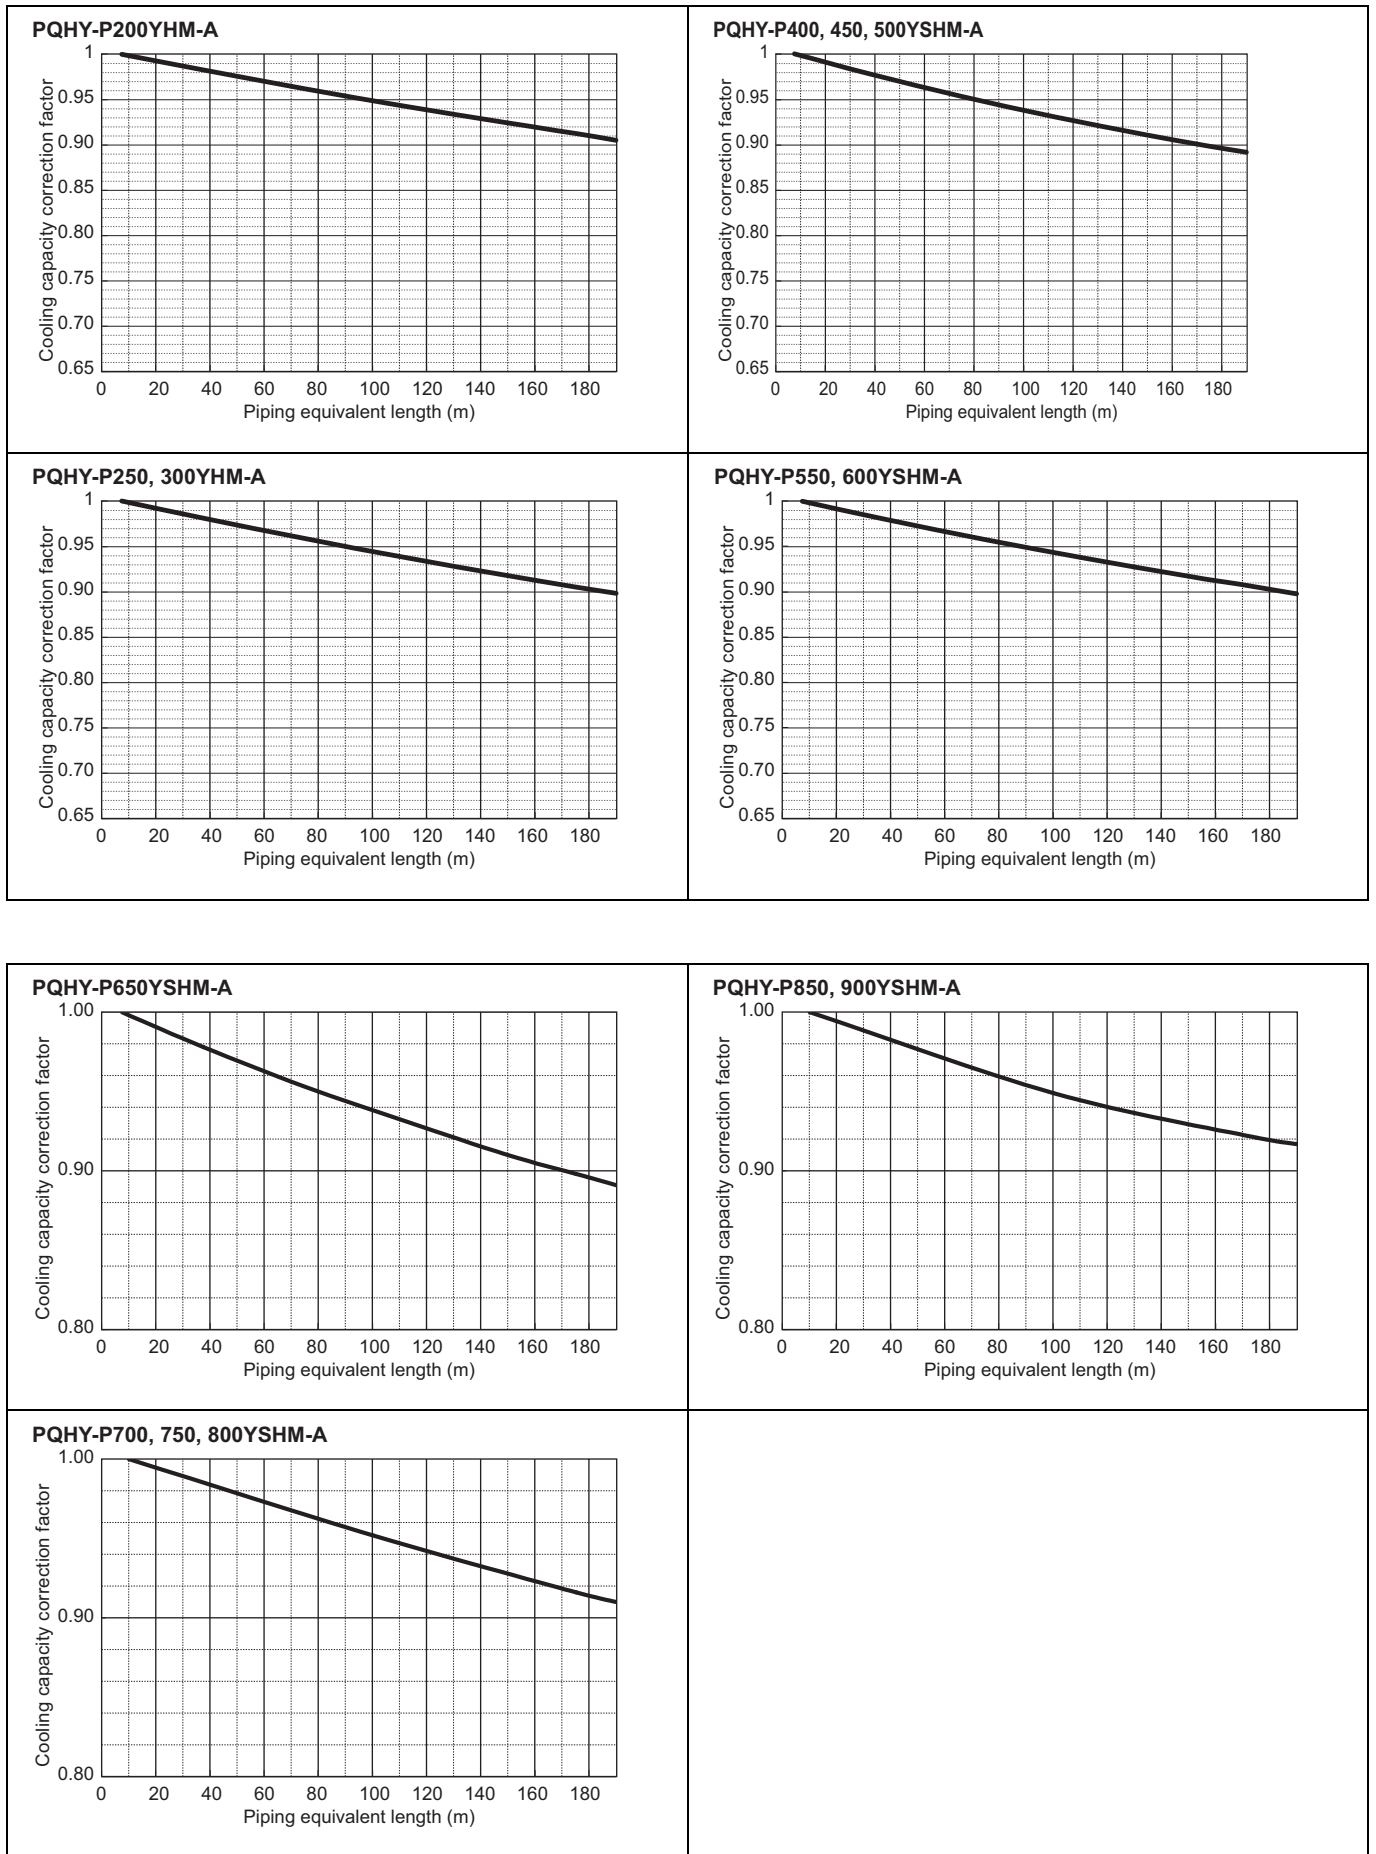 PQHY-P200YHM-A
Cooling capacity correction factor
1
0.95
0.90
0.85
0.80
0.75
0.70
0.65
0 20 40 60 80 100 120 140 160 180
Piping equivalent length (m)
PQHY-P400, 450, 500YSHM-A
Cooling capacity correction factor
1
0.95
0.90
0.85
0.80
0.75
0.70
0.65
0 20 40 60 80 100 120 140 160 180
Piping equivalent length (m)
PQHY-P250, 300YHM-A
Cooling capacity correction factor
1
0.95
0.90
0.85
0.80
0.75
0.70
0.65
0 20 40 60 80 100 120 140 160 180
Piping equivalent length (m)
PQHY-P550, 600YSHM-A
Cooling capacity correction factor
1
0.95
0.90
0.85
0.80
0.75
0.70
0.65
0 20 40 60 80 100 120 140 160 180
Piping equivalent length (m)
PQHY-P650YSHM-A
Cooling capacity correction factor
1.00
0.90
0.80
0 20 40 60 80 100 120 140 160 180
Piping equivalent length (m)
PQHY-P850, 900YSHM-A
Cooling capacity correction factor
1.00
0.90
0.80
0 20 40 60 80 100 120 140 160 180
Piping equivalent length (m)
PQHY-P700, 750, 800YSHM-A
Cooling capacity correction factor
1.00
0.90
0.80
0 20 40 60 80 100 120 140 160 180
Piping equivalent length (m)